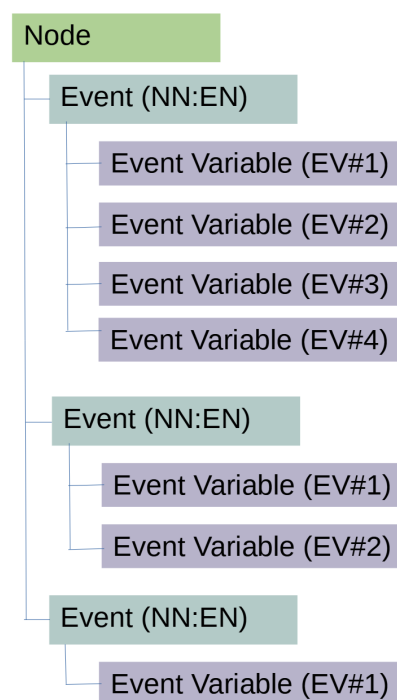 Node
Event (NN:EN)
Event Variable (EV#1)
Event Variable (EV#2)
Event Variable (EV#3)
Event Variable (EV#4)
Event (NN:EN)
Event Variable (EV#1)
Event Variable (EV#2)
Event (NN:EN)
Event Variable (EV#1)